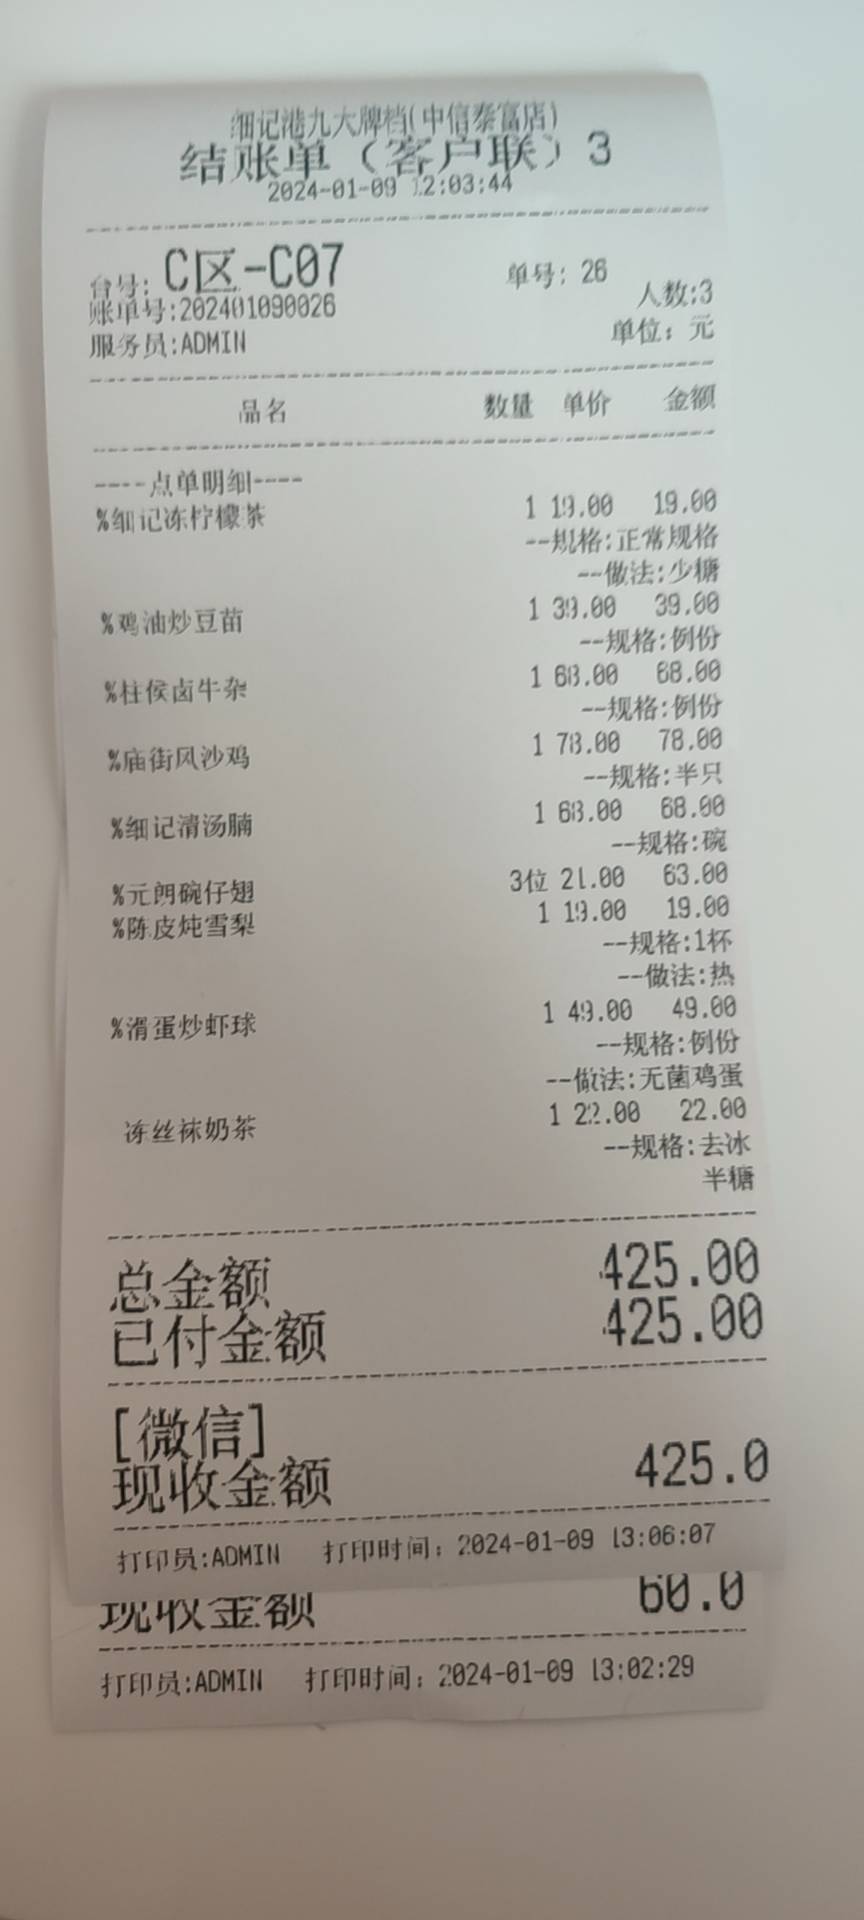 细记港九大牌档(中信泰富店)
结账单（客户联）3
2024-01-09 12:03:44
台号: C区-C07 单号: 26
账单号:202401090026 人数:3
服务员:ADMIN 单位: 元
品名 数量 单价 金额
----点单明细----
%细记冻柠檬茶 1 19.00 19.00
--规格:正常规格
--做法:少糖
%鸡油炒豆苗 1 39.00 39.00
--规格:例份
%柱侯卤牛杂 1 68.00 68.00
--规格:例份
%庙街风沙鸡 1 78.00 78.00
--规格:半只
%细记清汤腩 1 68.00 68.00
--规格:碗
%元朗碗仔翅 3位 21.00 63.00
%陈皮炖雪梨 1 19.00 19.00
--规格:1杯
--做法:热
%滑蛋炒虾球 1 49.00 49.00
--规格:例份
--做法:无菌鸡蛋
冻丝袜奶茶 1 22.00 22.00
--规格:去冰
半糖
总金额 425.00
已付金额 425.00
[微信]
现收金额 425.0
打印员:ADMIN 打印时间: 2024-01-09 13:06:07
现收金额 60.0
打印员:ADMIN 打印时间: 2024-01-09 13:02:29